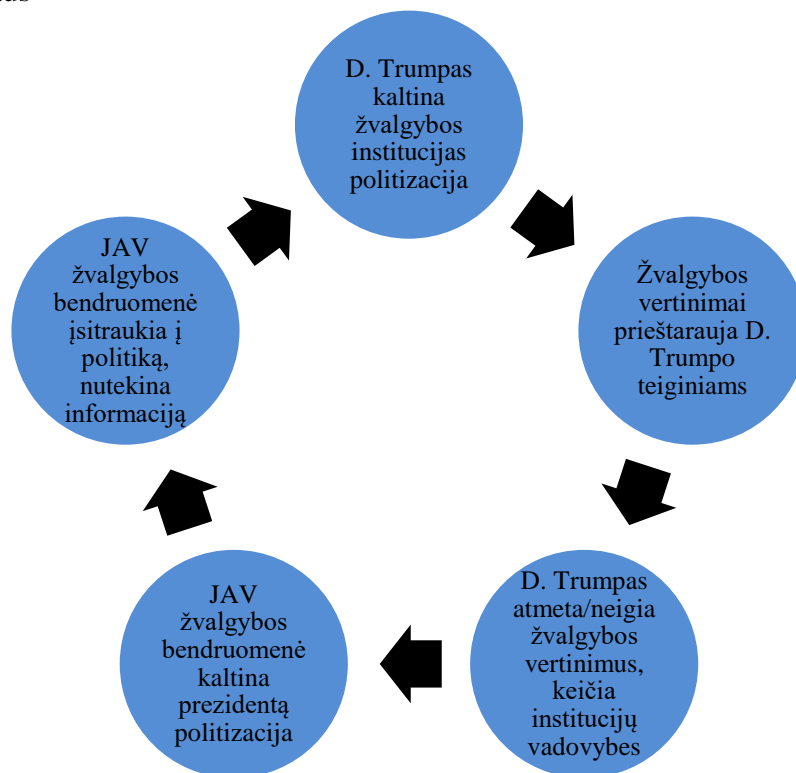 D. Trumpas
kaltina
žvalgybos
institucijas
politizacija
Žvalgybos
vertinimai
prieštarauja D.
Trumpo
teiginiams
D. Trumpas
atmeta/neigia
žvalgybos
vertinimus,
keičia
institucijų
vadovybes
JAV
žvalgybos
bendruomenė
kaltina
prezidentą
politizacija
JAV
žvalgybos
bendruomenė
įsitraukia į
politiką,
nutekina
informaciją